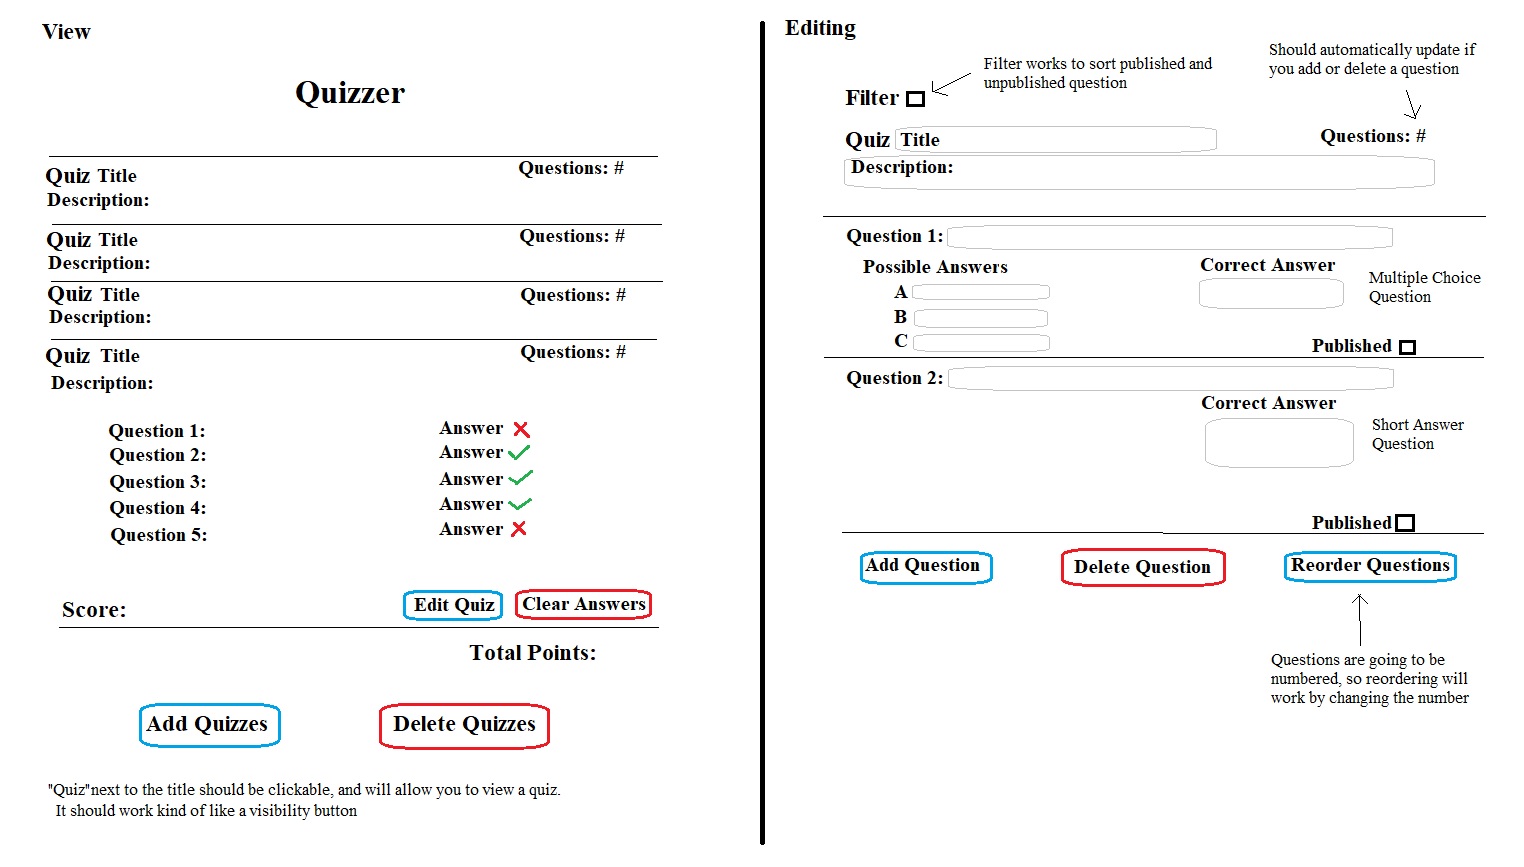 View
Quizzer
Quiz Title
Questions: #
Description:
Quiz Title
Questions: #
Description:
Quiz Title
Questions: #
Description:
Quiz Title
Questions: #
Description:
Question 1:
Answer
Question 2:
Answer
Question 3:
Answer
Question 4:
Answer
Question 5:
Answer
Score:
Edit Quiz
Clear Answers
Total Points:
Add Quizzes
Delete Quizzes
"Quiz"next to the title should be clickable, and will allow you to view a quiz.
It should work kind of like a visibility button
Editing
Filter
Filter works to sort published and
unpublished question
Should automatically update if
you add or delete a question
Quiz Title
Questions: #
Description:
Question 1:
Possible Answers
A
B
C
Correct Answer
Multiple Choice
Question
Published
Question 2:
Correct Answer
Short Answer
Question
Published
Add Question
Delete Question
Reorder Questions
Questions are going to be
numbered, so reordering will
work by changing the number